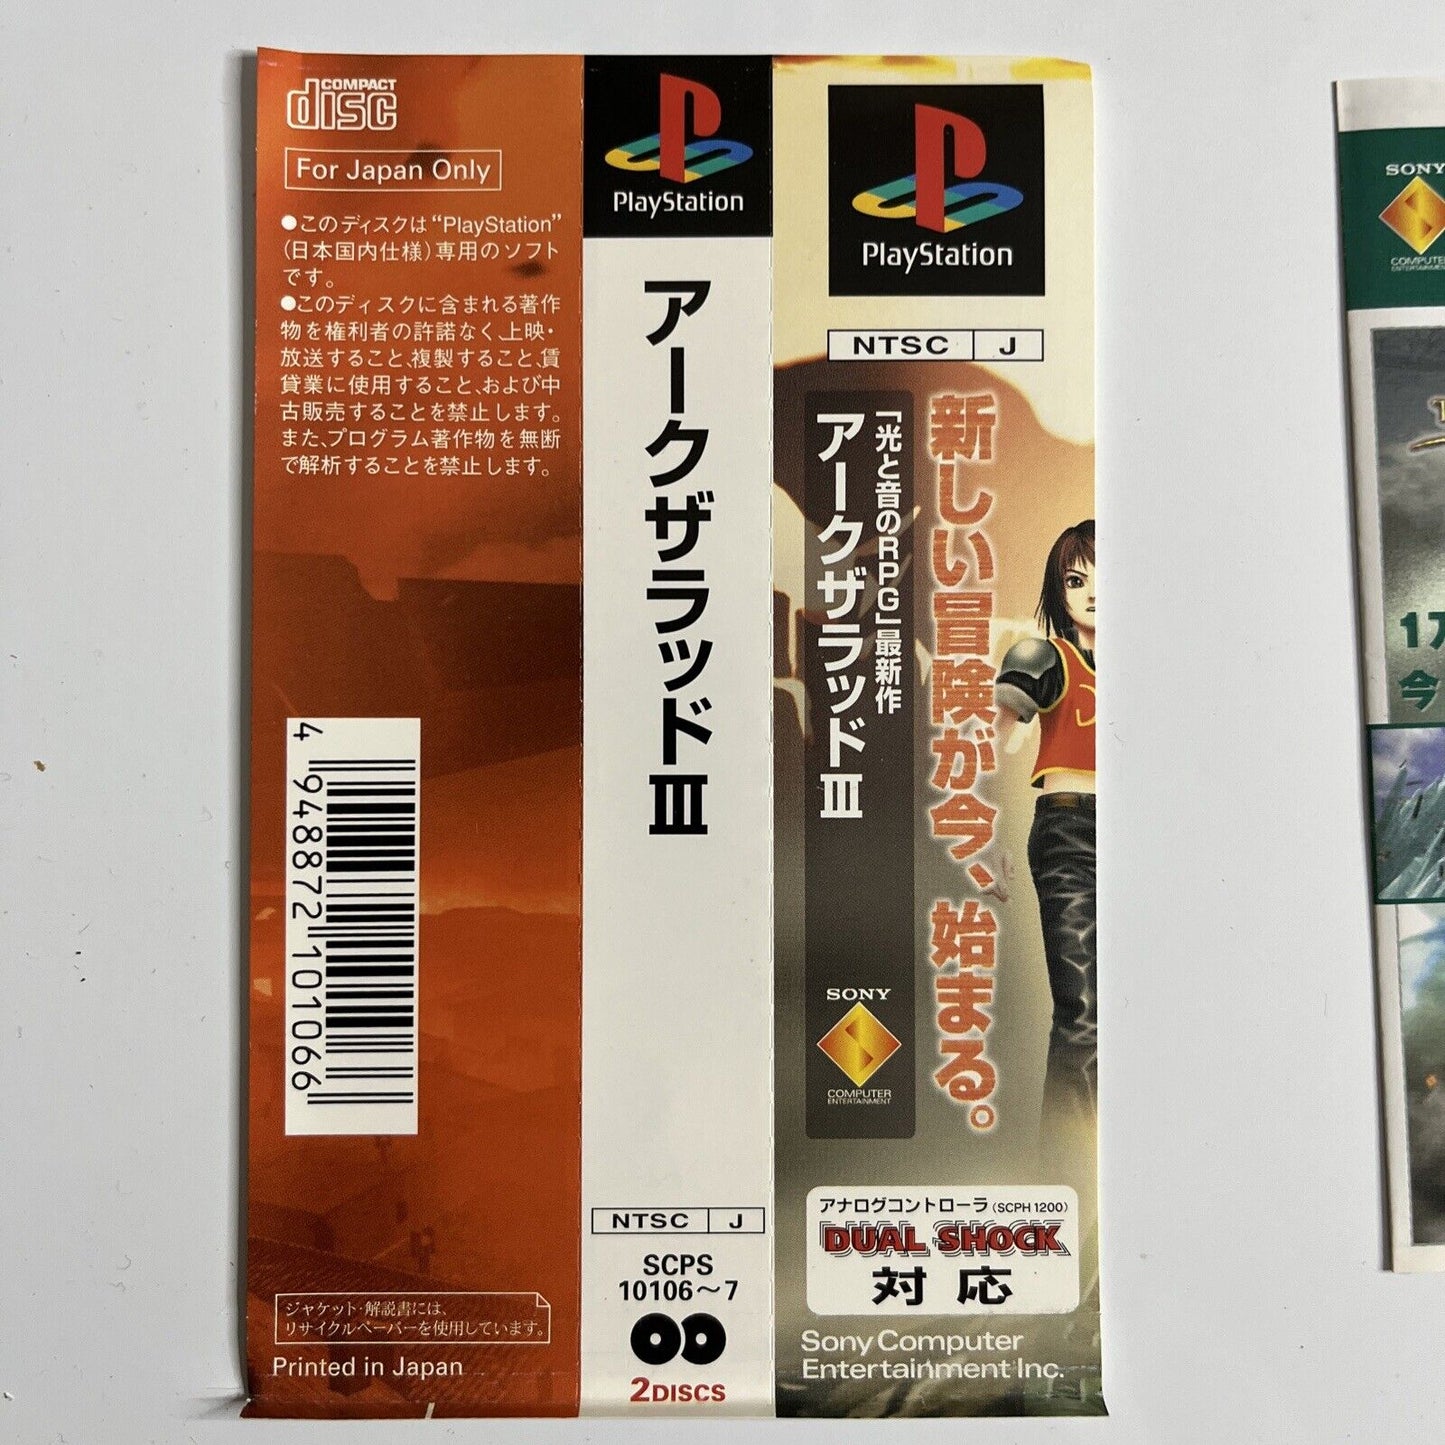 COMPACT
disc
For Japan Only
●このディスクは“PlayStation”
(日本国内仕様)専用のソフト
です。
●このディスクに含まれる著作
物を権利者の許諾なく、上映・
放送すること、複製すること、賃
貸業に使用すること、および中
古販売することを禁止します。
また、プログラム著作物を無断
で解析することを禁止します。
4 948872 101066
ジャケット・解説書には、
リサイクルペーパーを使用しています。
Printed in Japan
PlayStation
アークザラッドIII
NTSC J
SCPS
10106〜7
2DISCS
PlayStation
NTSC J
新しい冒険が今、始まる。
「光と音のRPG」最新作
アークザラッドIII
SONY
COMPUTER
ENTERTAINMENT
アナログコントローラ(SCPH 1200)
DUAL SHOCK
対応
Sony Computer
Entertainment Inc.
SONY
COMPUTER
ENTERTAINMENT
1万
今